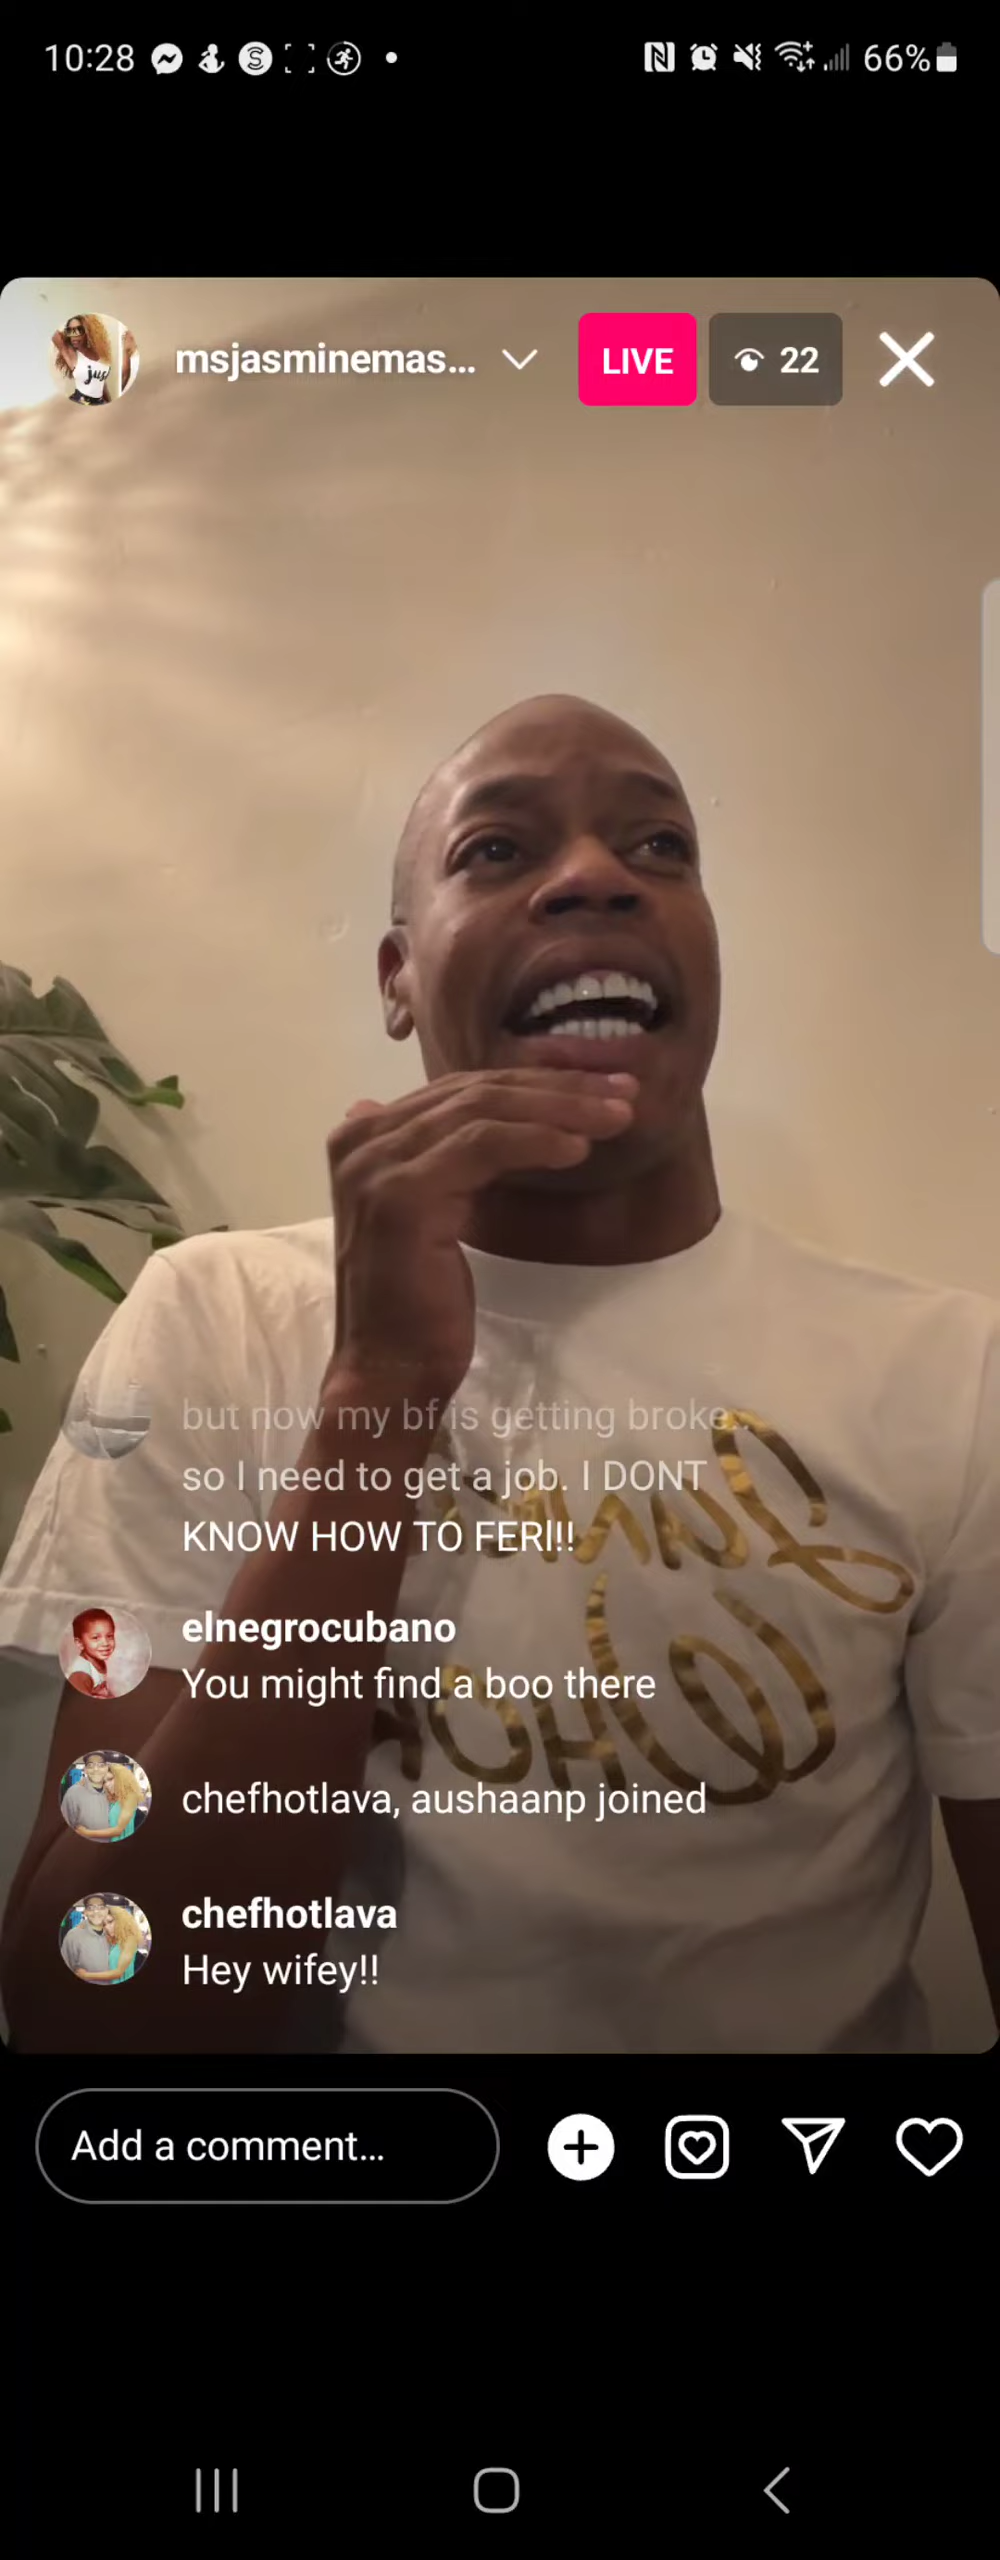 10:28
66%
msjasminemas...
LIVE
22
but now my bf is getting broke..
so I need to get a job. I DONT
KNOW HOW TO FERl!!
elnegrocubano
You might find a boo there
chefhotlava, aushaanp joined
chefhotlava
Hey wifey!!
Add a comment...